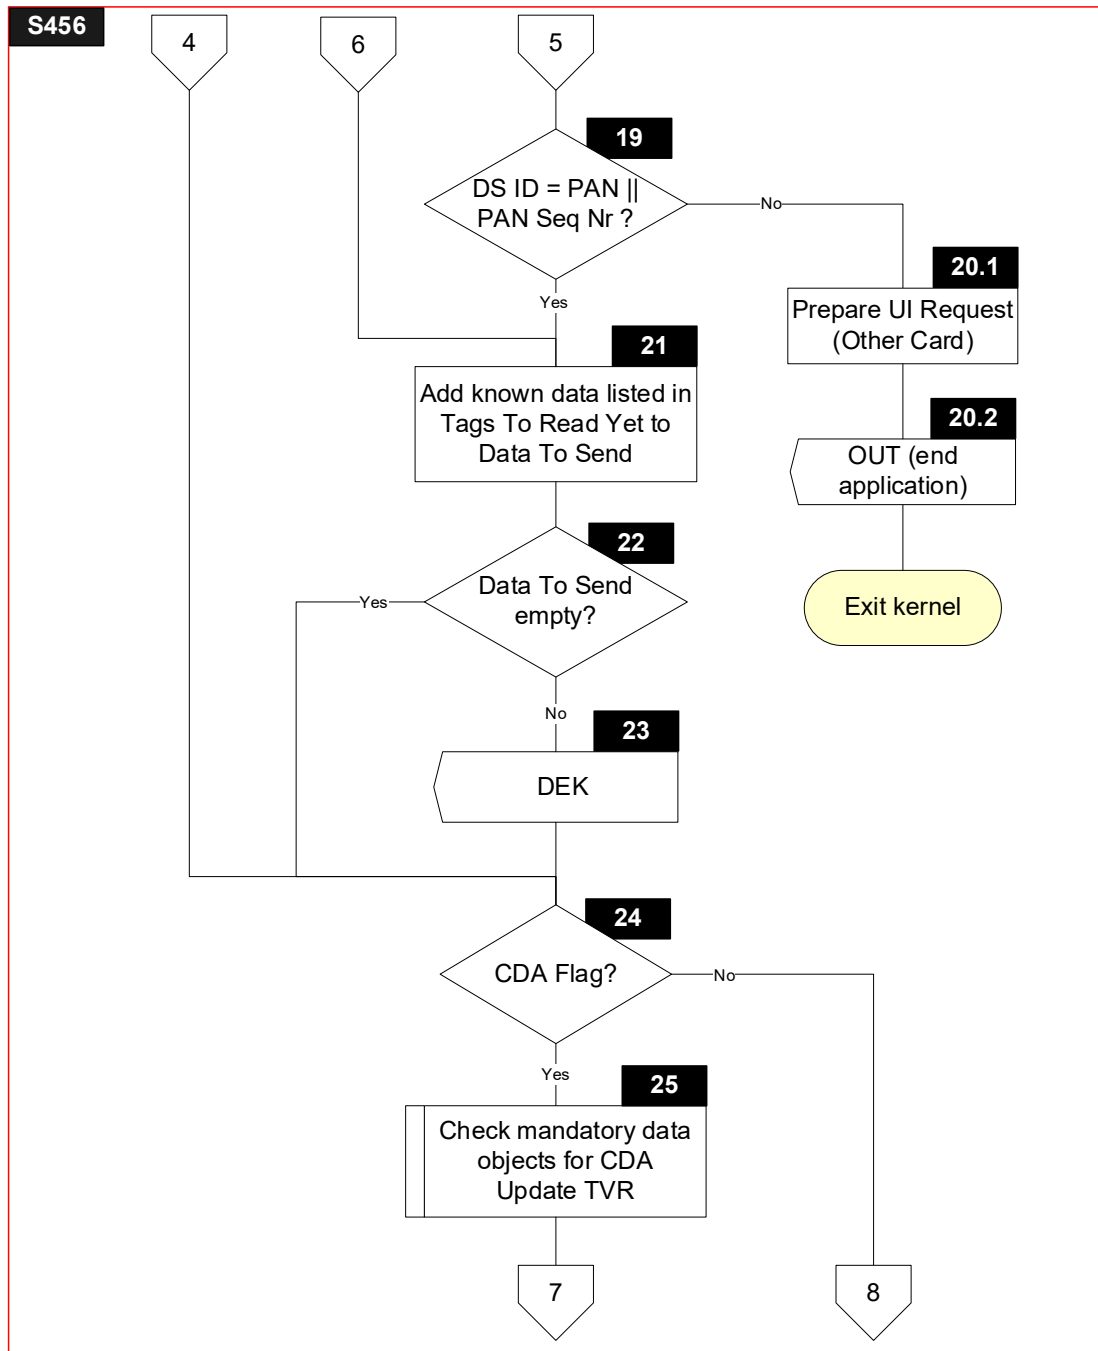 S456
4
6
5
19
DS ID = PAN ||
PAN Seq Nr ?
No
Yes
20.1
Prepare UI Request
(Other Card)
21
Add known data listed in
Tags To Read Yet to
Data To Send
20.2
OUT (end
application)
22
Data To Send
empty?
Yes
Exit kernel
No
23
DEK
24
CDA Flag?
No
Yes
25
Check mandatory data
objects for CDA
Update TVR
7
8